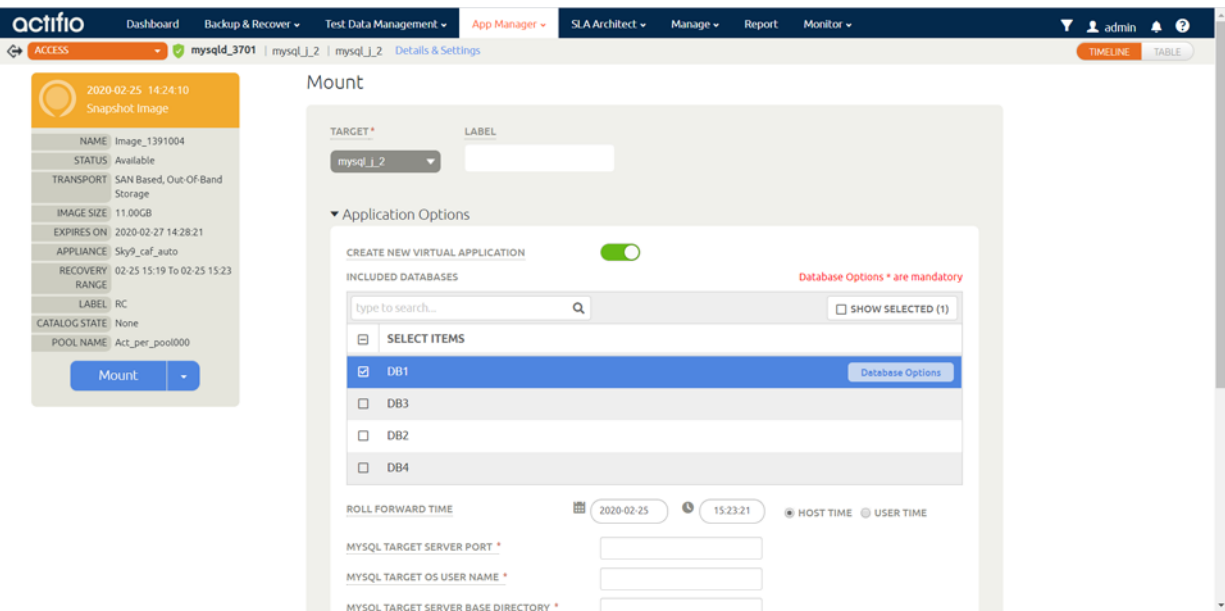 actifio Dashboard Backup & Recover Test Data Management App Manager SLA Architect Manage Report Monitor admin
ACCESS mysqld_3701 | mysql_j_2 | mysql_j_2 Details & Settings TIMELINE TABLE
2020-02-25 14:24:10
Snapshot Image
NAME Image_1391004
STATUS Available
TRANSPORT SAN Based, Out-Of-Band
Storage
IMAGE SIZE 11.00GB
EXPIRES ON 2020-02-27 14:28:21
APPLIANCE Sky9_caf_auto
RECOVERY 02-25 15:19 To 02-25 15:23
RANGE
LABEL RC
CATALOG STATE None
POOL NAME Act_per_pool000
Mount
Mount
TARGET* LABEL
mysql_j_2
Application Options
CREATE NEW VIRTUAL APPLICATION
INCLUDED DATABASES Database Options * are mandatory
type to search... SHOW SELECTED (1)
SELECT ITEMS
DB1 Database Options
DB3
DB2
DB4
ROLL FORWARD TIME 2020-02-25 15:23:21 HOST TIME USER TIME
MYSQL TARGET SERVER PORT *
MYSQL TARGET OS USER NAME *
MYSQL TARGET SERVER BASE DIRECTORY *